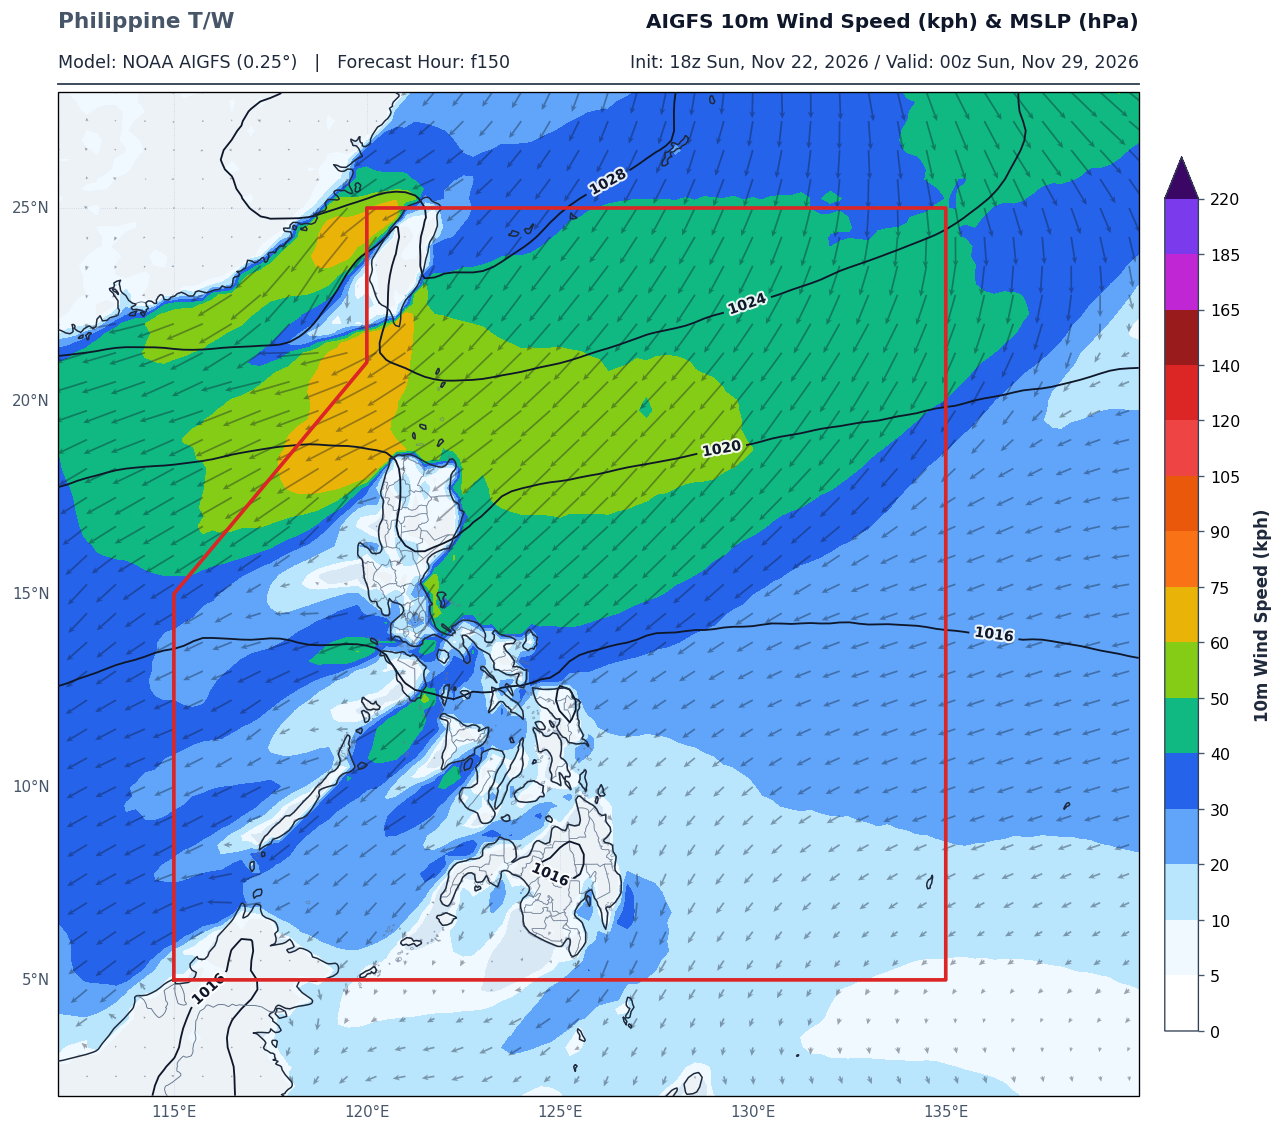 Philippine T/W
AIGFS 10m Wind Speed (kph) & MSLP (hPa)
Model: NOAA AIGFS (0.25°) | Forecast Hour: f150
Init: 18z Sun, Nov 22, 2026 / Valid: 00z Sun, Nov 29, 2026
1028
1024
1020
1016
1016
1016
25°N
20°N
15°N
10°N
5°N
115°E
120°E
125°E
130°E
135°E
220
185
165
140
120
105
90
75
60
50
40
30
20
10
5
0
10m Wind Speed (kph)